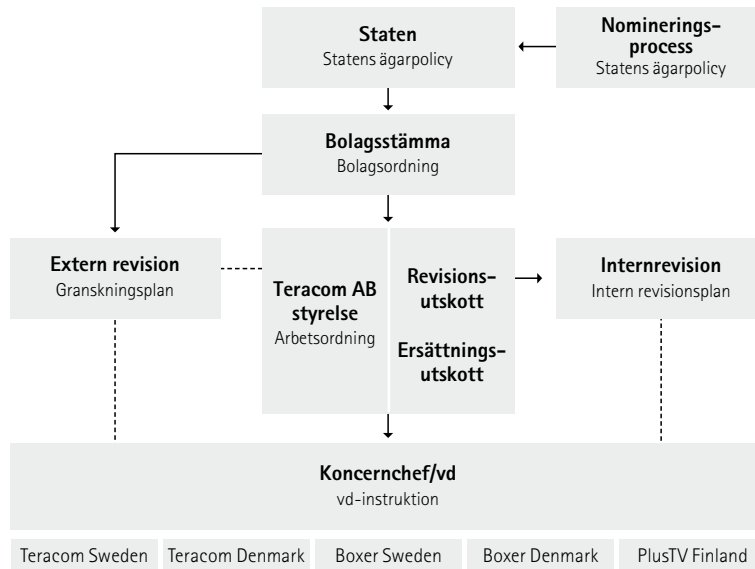 Staten
Statens ägarpolicy
Nominerings-
process
Statens ägarpolicy
Bolagsstämma
Bolagsordning
Extern revision
Granskningsplan
Teracom AB
styrelse
Arbetsordning
Revisions-
utskott
Ersättnings-
utskott
Internrevision
Intern revisionsplan
Koncernchef/vd
vd-instruktion
Teracom Sweden
Teracom Denmark
Boxer Sweden
Boxer Denmark
PlusTV Finland